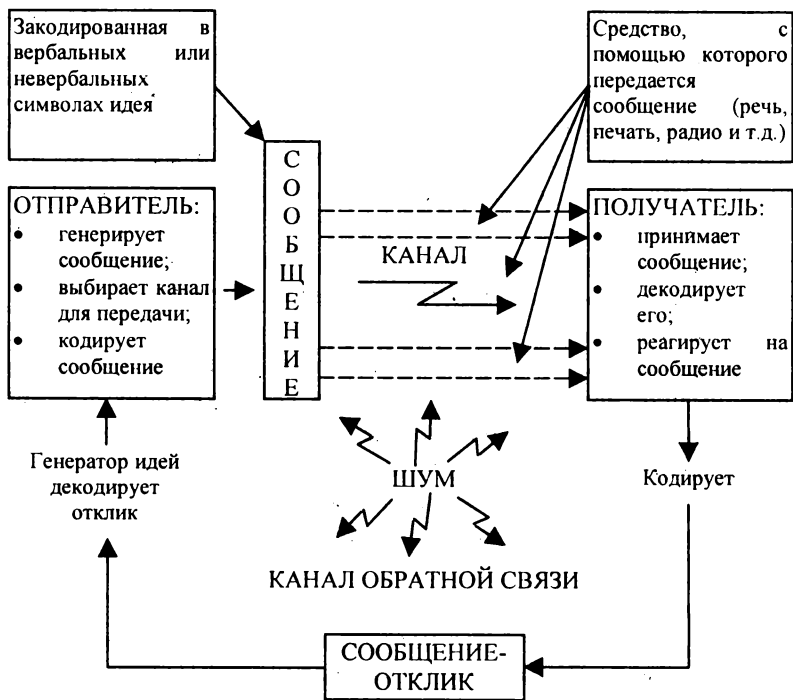 Закодированная в
вербальных или
невербальных
символах идея
Средство, с
помощью которого
передается
сообщение (речь,
печать, радио и т.д.)
СООБЩЕНИЕ
ОТПРАВИТЕЛЬ:
• генерирует
сообщение;
• выбирает канал
для передачи;
• кодирует
сообщение
КАНАЛ
ПОЛУЧАТЕЛЬ:
• принимает
сообщение;
• декодирует
его;
• реагирует на
сообщение
Генератор идей
декодирует
отклик
ШУМ
Кодирует
КАНАЛ ОБРАТНОЙ СВЯЗИ
СООБЩЕНИЕ-
ОТКЛИК